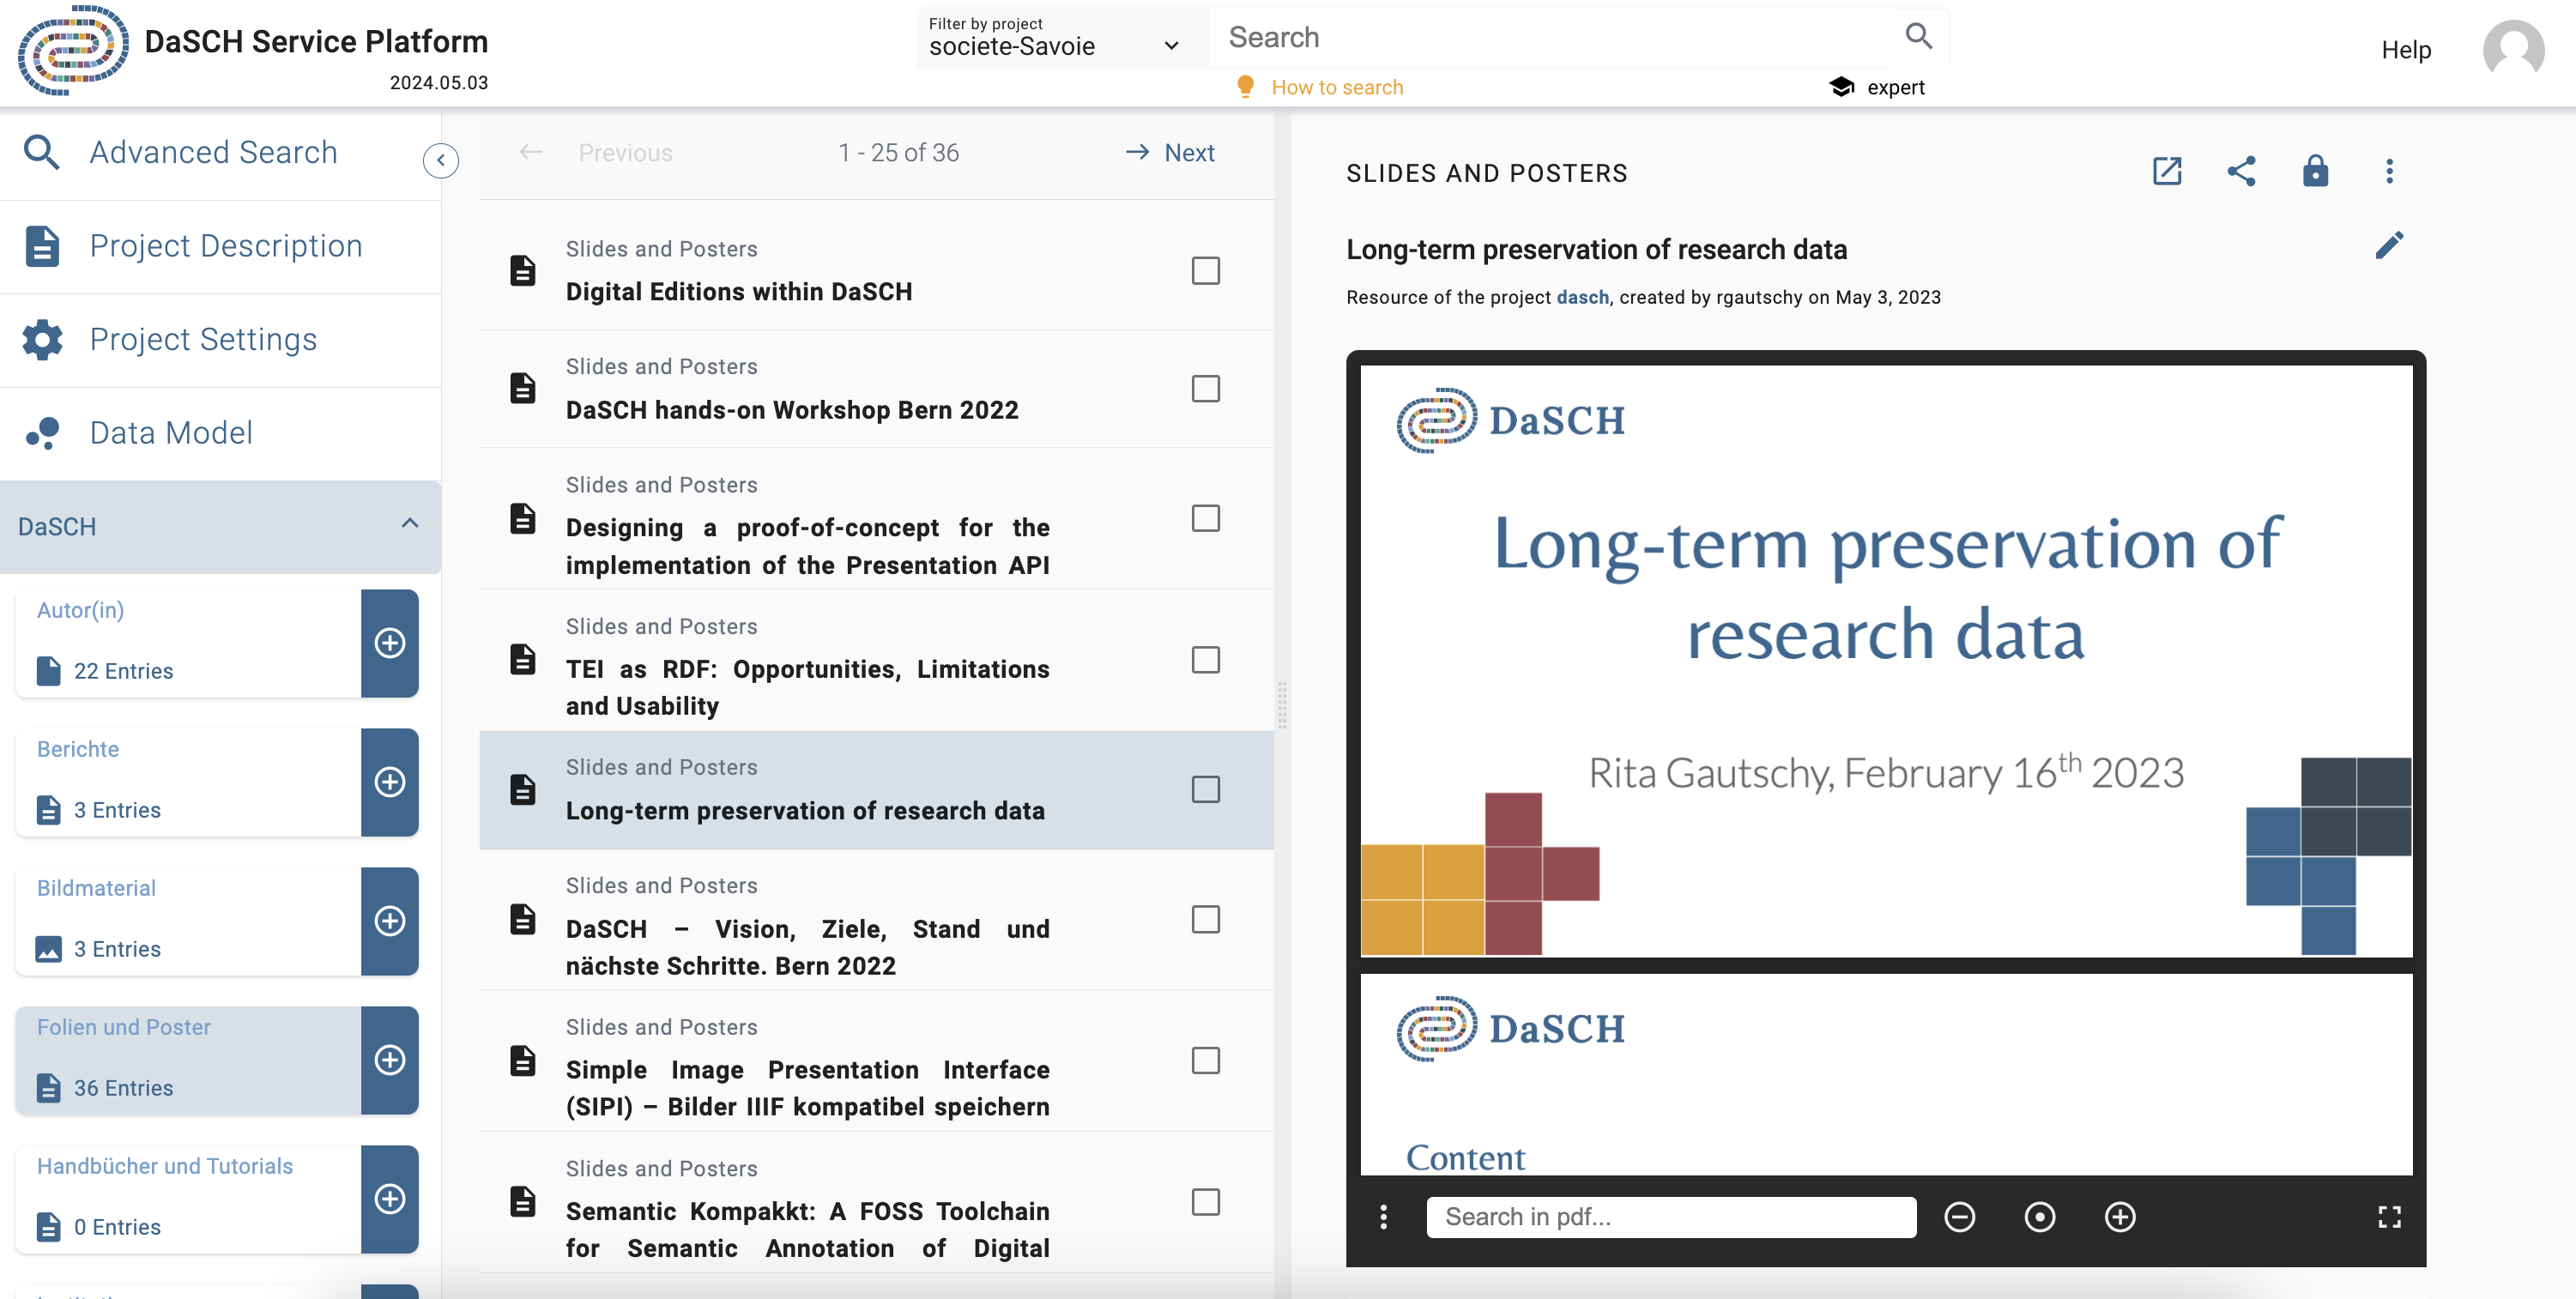 DaSCH Service Platform
2024.05.03
Filter by project
societe-Savoie
Search
How to search
expert
Help
Advanced Search
Project Description
Project Settings
Data Model
DaSCH
Autor(in)
22 Entries
Berichte
3 Entries
Bildmaterial
3 Entries
Folien und Poster
36 Entries
Handbücher und Tutorials
0 Entries
Previous
1 - 25 of 36
Next
Slides and Posters
Digital Editions within DaSCH
Slides and Posters
DaSCH hands-on Workshop Bern 2022
Slides and Posters
Designing a proof-of-concept for the
implementation of the Presentation API
Slides and Posters
TEI as RDF: Opportunities, Limitations
and Usability
Slides and Posters
Long-term preservation of research data
Slides and Posters
DaSCH – Vision, Ziele, Stand und
nächste Schritte. Bern 2022
Slides and Posters
Simple Image Presentation Interface
(SIPI) – Bilder IIIF kompatibel speichern
Slides and Posters
Semantic Kompakkt: A FOSS Toolchain
for Semantic Annotation of Digital
SLIDES AND POSTERS
Long-term preservation of research data
Resource of the project dasch, created by rgautschy on May 3, 2023
DaSCH
Long-term preservation of
research data
Rita Gautschy, February 16th 2023
DaSCH
Content
Search in pdf...